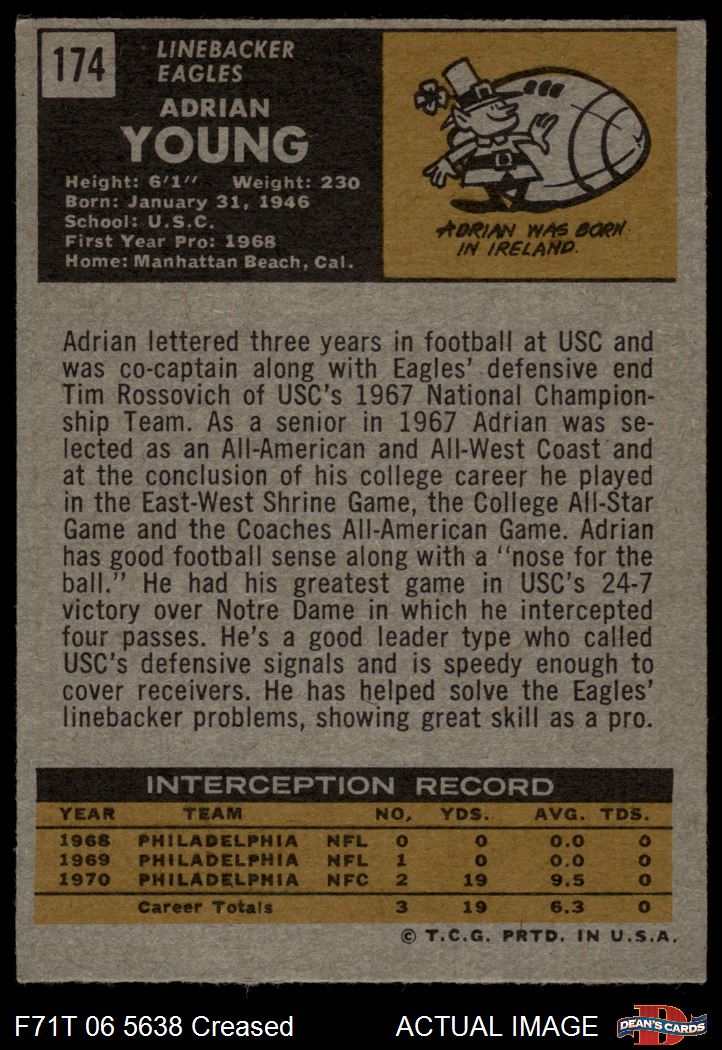 174
LINEBACKER
EAGLES
ADRIAN
YOUNG
Height: 6'1" Weight: 230
Born: January 31, 1946
School: U.S.C.
First Year Pro: 1968
Home: Manhattan Beach, Cal.
ADRIAN WAS BORN
IN IRELAND.
Adrian lettered three years in football at USC and
was co-captain along with Eagles' defensive end
Tim Rossovich of USC's 1967 National Champion-
ship Team. As a senior in 1967 Adrian was se-
lected as an All-American and All-West Coast and
at the conclusion of his college career he played
in the East-West Shrine Game, the College All-Star
Game and the Coaches All-American Game. Adrian
has good football sense along with a "nose for the
ball." He had his greatest game in USC's 24-7
victory over Notre Dame in which he intercepted
four passes. He's a good leader type who called
USC's defensive signals and is speedy enough to
cover receivers. He has helped solve the Eagles'
linebacker problems, showing great skill as a pro.
INTERCEPTION RECORD
YEAR TEAM NO, YDS. AVG. TDS.
1968 PHILADELPHIA NFL 0 0 0.0 0
1969 PHILADELPHIA NFL 1 0 0.0 0
1970 PHILADELPHIA NFC 2 19 9.5 0
Career Totals 3 19 6.3 0
© T.C.G. PRTD. IN U.S.A.
F71T 06 5638 Creased ACTUAL IMAGE
D
DEAN'S CARDS